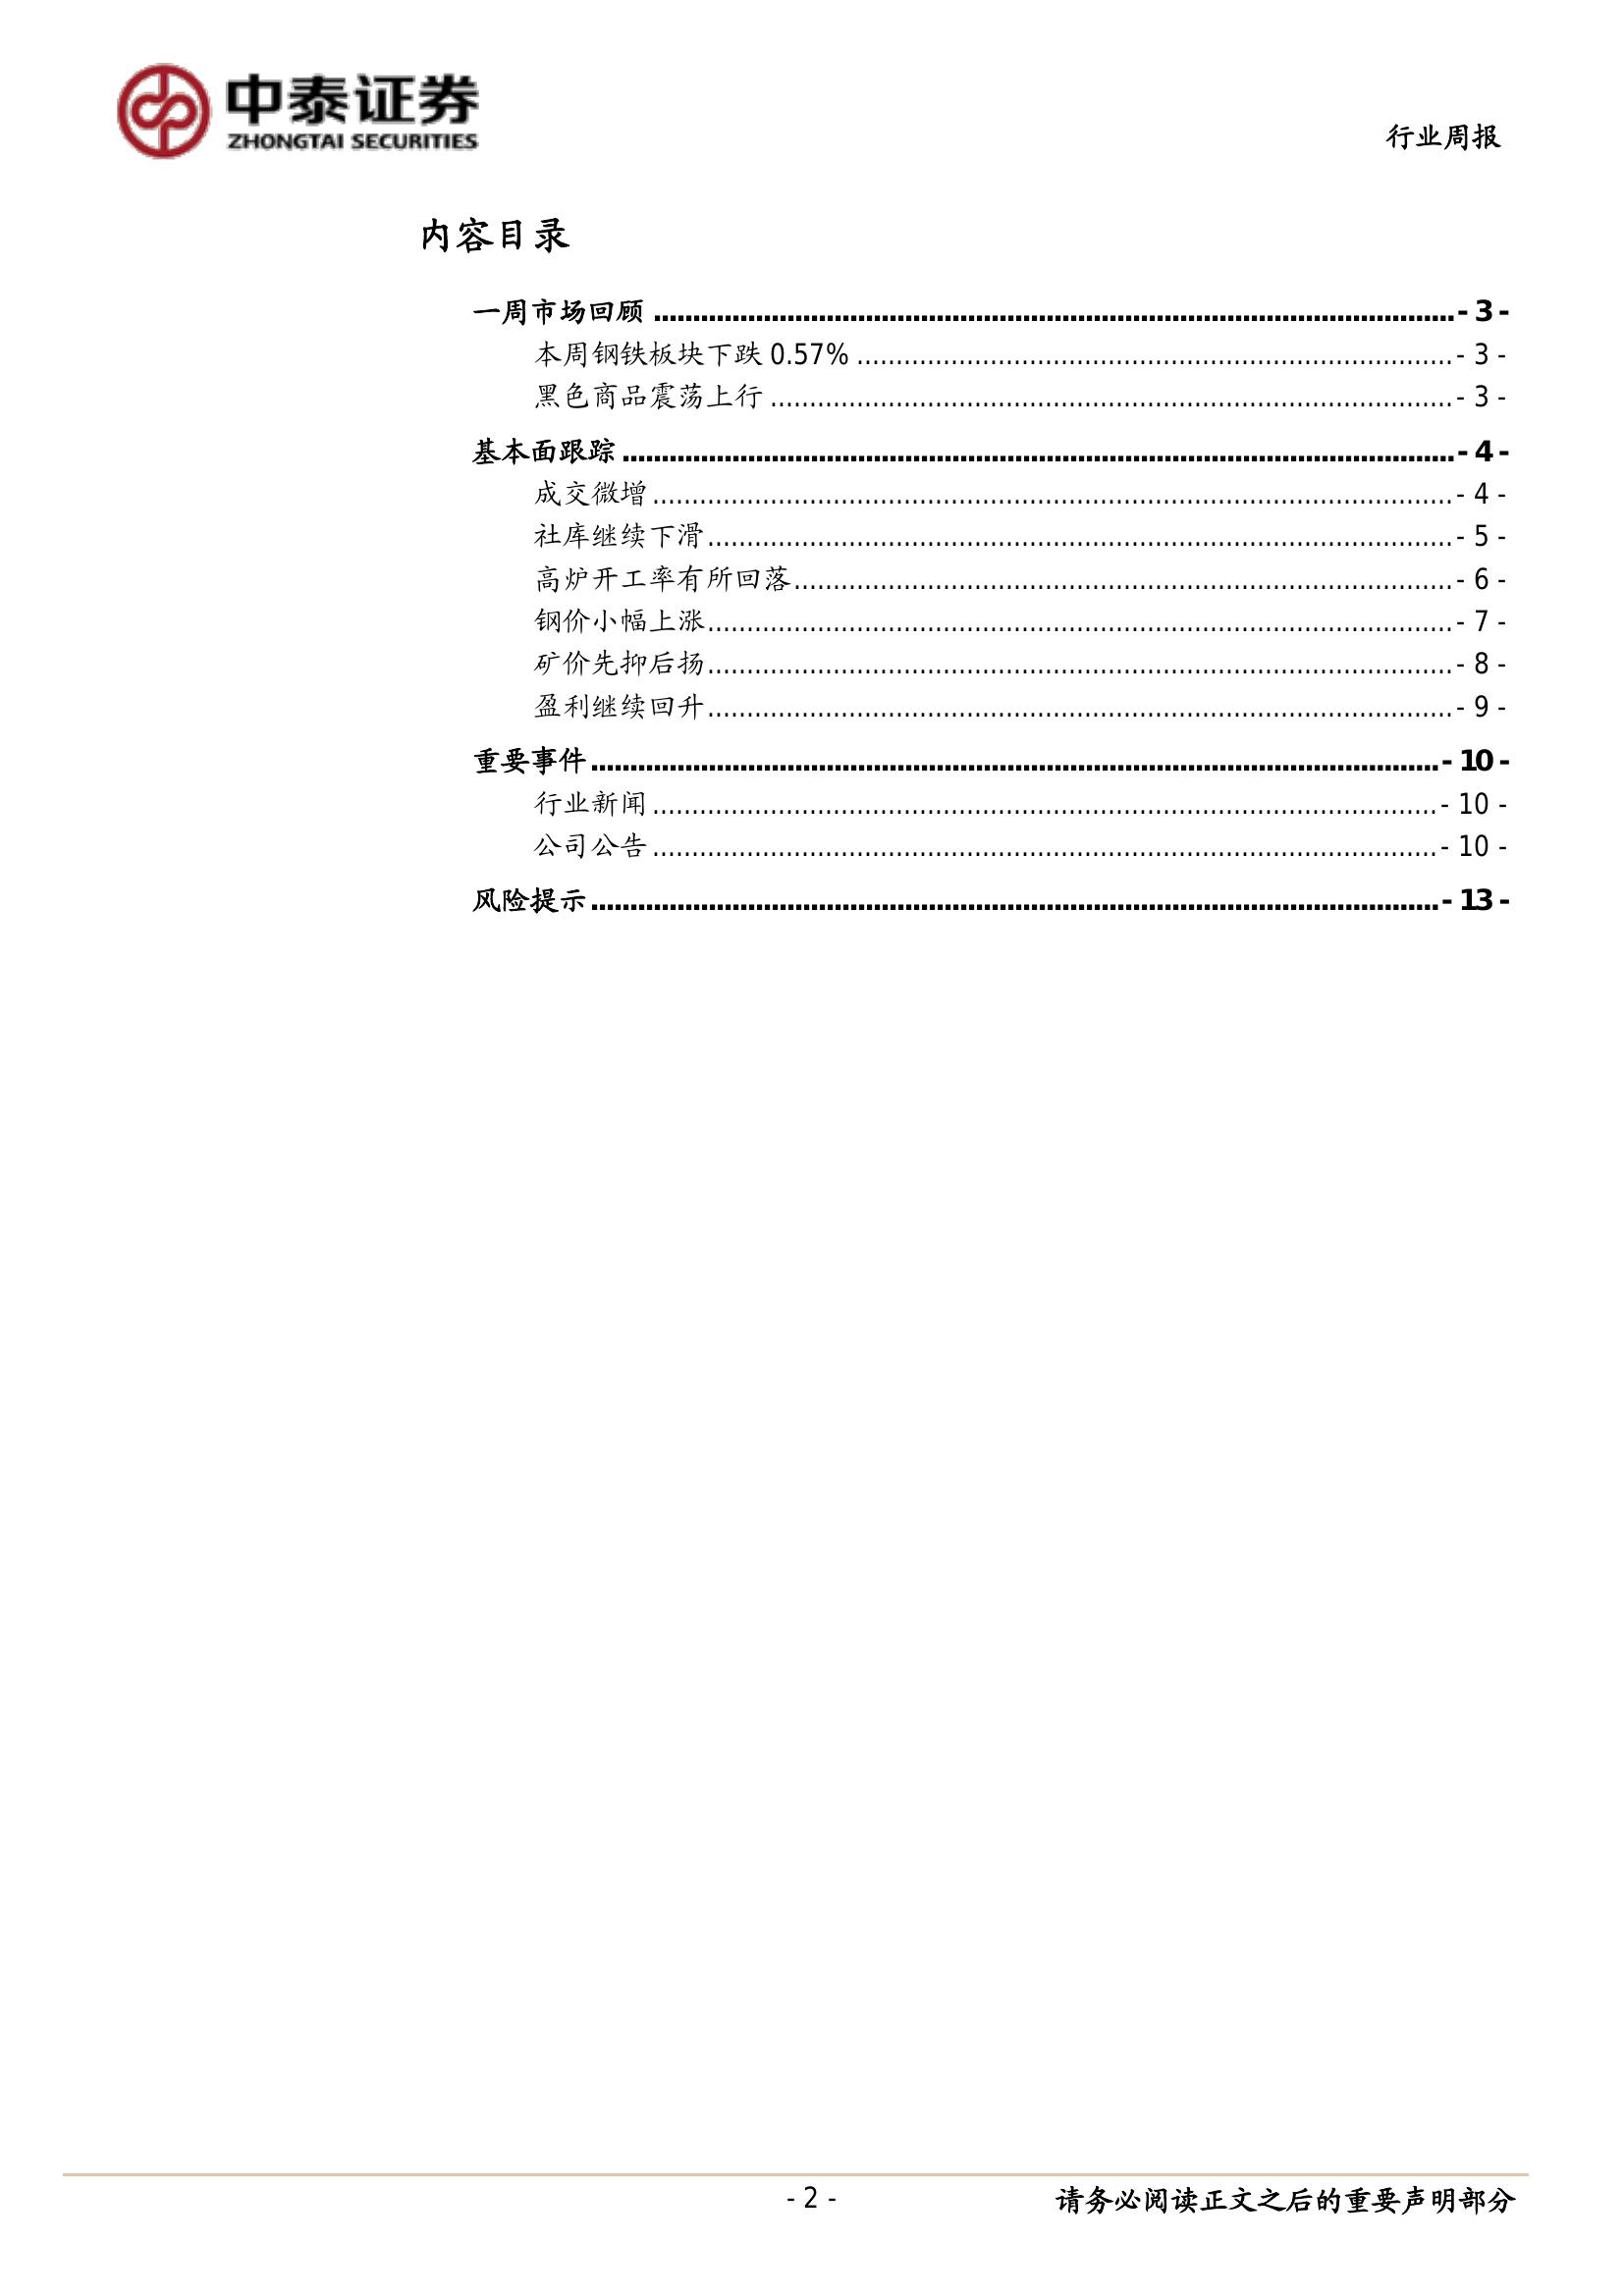 中泰证券
ZHONGTAI SECURITIES
行业周报
内容目录
一周市场回顾 ........ - 3 -
本周钢铁板块下跌 0.57% ........ - 3 -
黑色商品震荡上行 ........ - 3 -
基本面跟踪 ........ - 4 -
成交微增 ........ - 4 -
社库继续下滑 ........ - 5 -
高炉开工率有所回落 ........ - 6 -
钢价小幅上涨 ........ - 7 -
矿价先抑后扬 ........ - 8 -
盈利继续回升 ........ - 9 -
重要事件 ........ - 10 -
行业新闻 ........ - 10 -
公司公告 ........ - 10 -
风险提示 ........ - 13 -
- 2 -
请务必阅读正文之后的重要声明部分